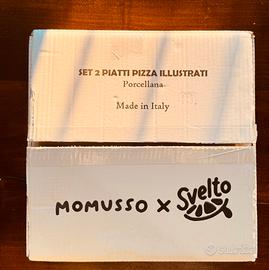 SET 2 PIATTI PIZZA ILLUSTRATI
Porcellana
Made in Italy
MOMUSSO X Svelto